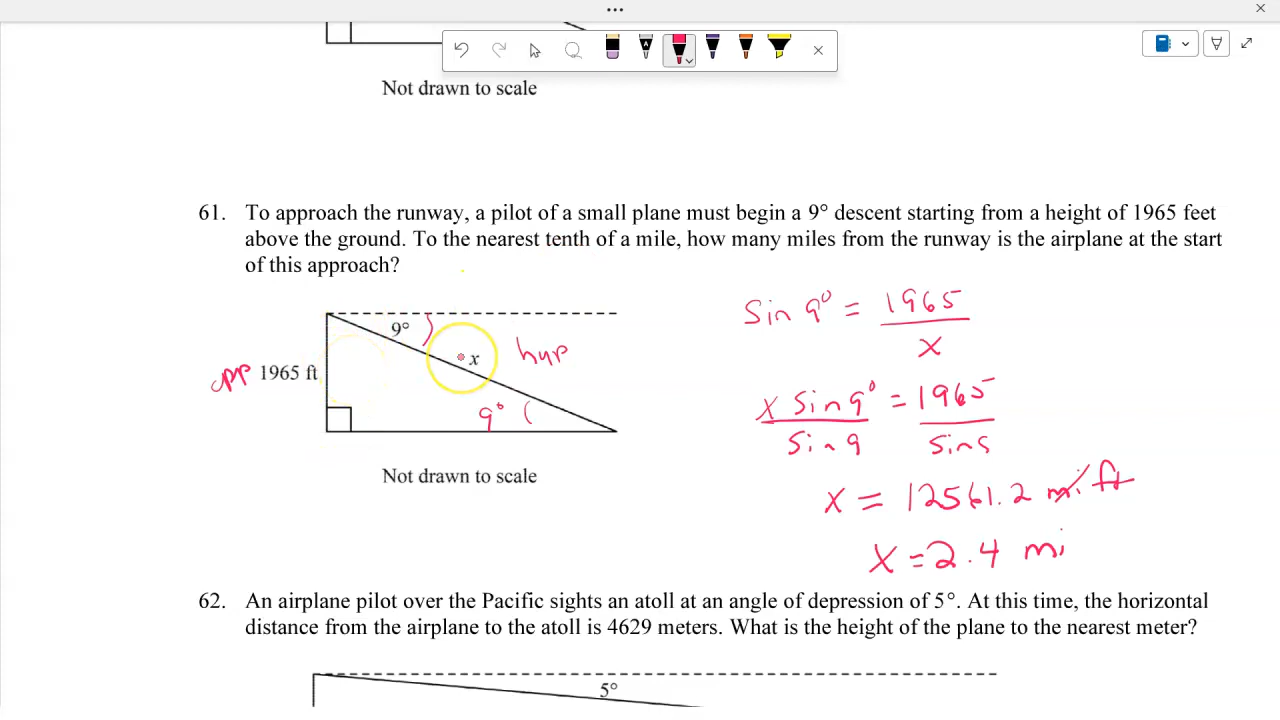 Not drawn to scale
61. To approach the runway, a pilot of a small plane must begin a 9° descent starting from a height of 1965 feet
above the ground. To the nearest tenth of a mile, how many miles from the runway is the airplane at the start
of this approach?
9°
x
hyp
opp 1965 ft
9°
Not drawn to scale
Sin 9° = 1965
x
x Sin 9° = 1965
Sin 9
x = 12561.2 mi ft
x = 2.4 mi
62. An airplane pilot over the Pacific sights an atoll at an angle of depression of 5°. At this time, the horizontal
distance from the airplane to the atoll is 4629 meters. What is the height of the plane to the nearest meter?
5°